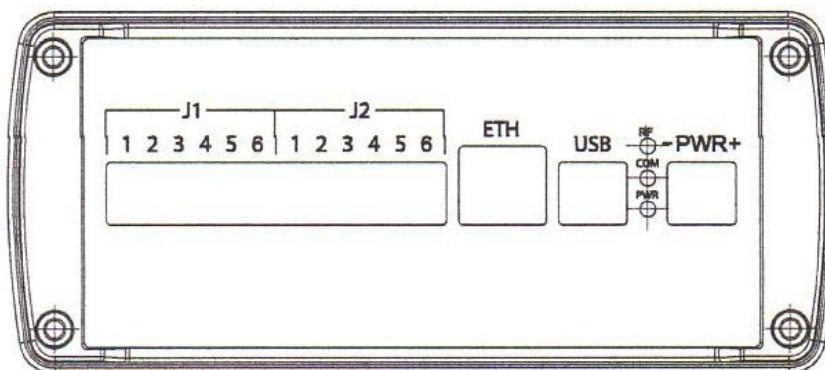 J1 J2
1 2 3 4 5 6 1 2 3 4 5 6
ETH
USB
RF
COM
PWR
-PWR+